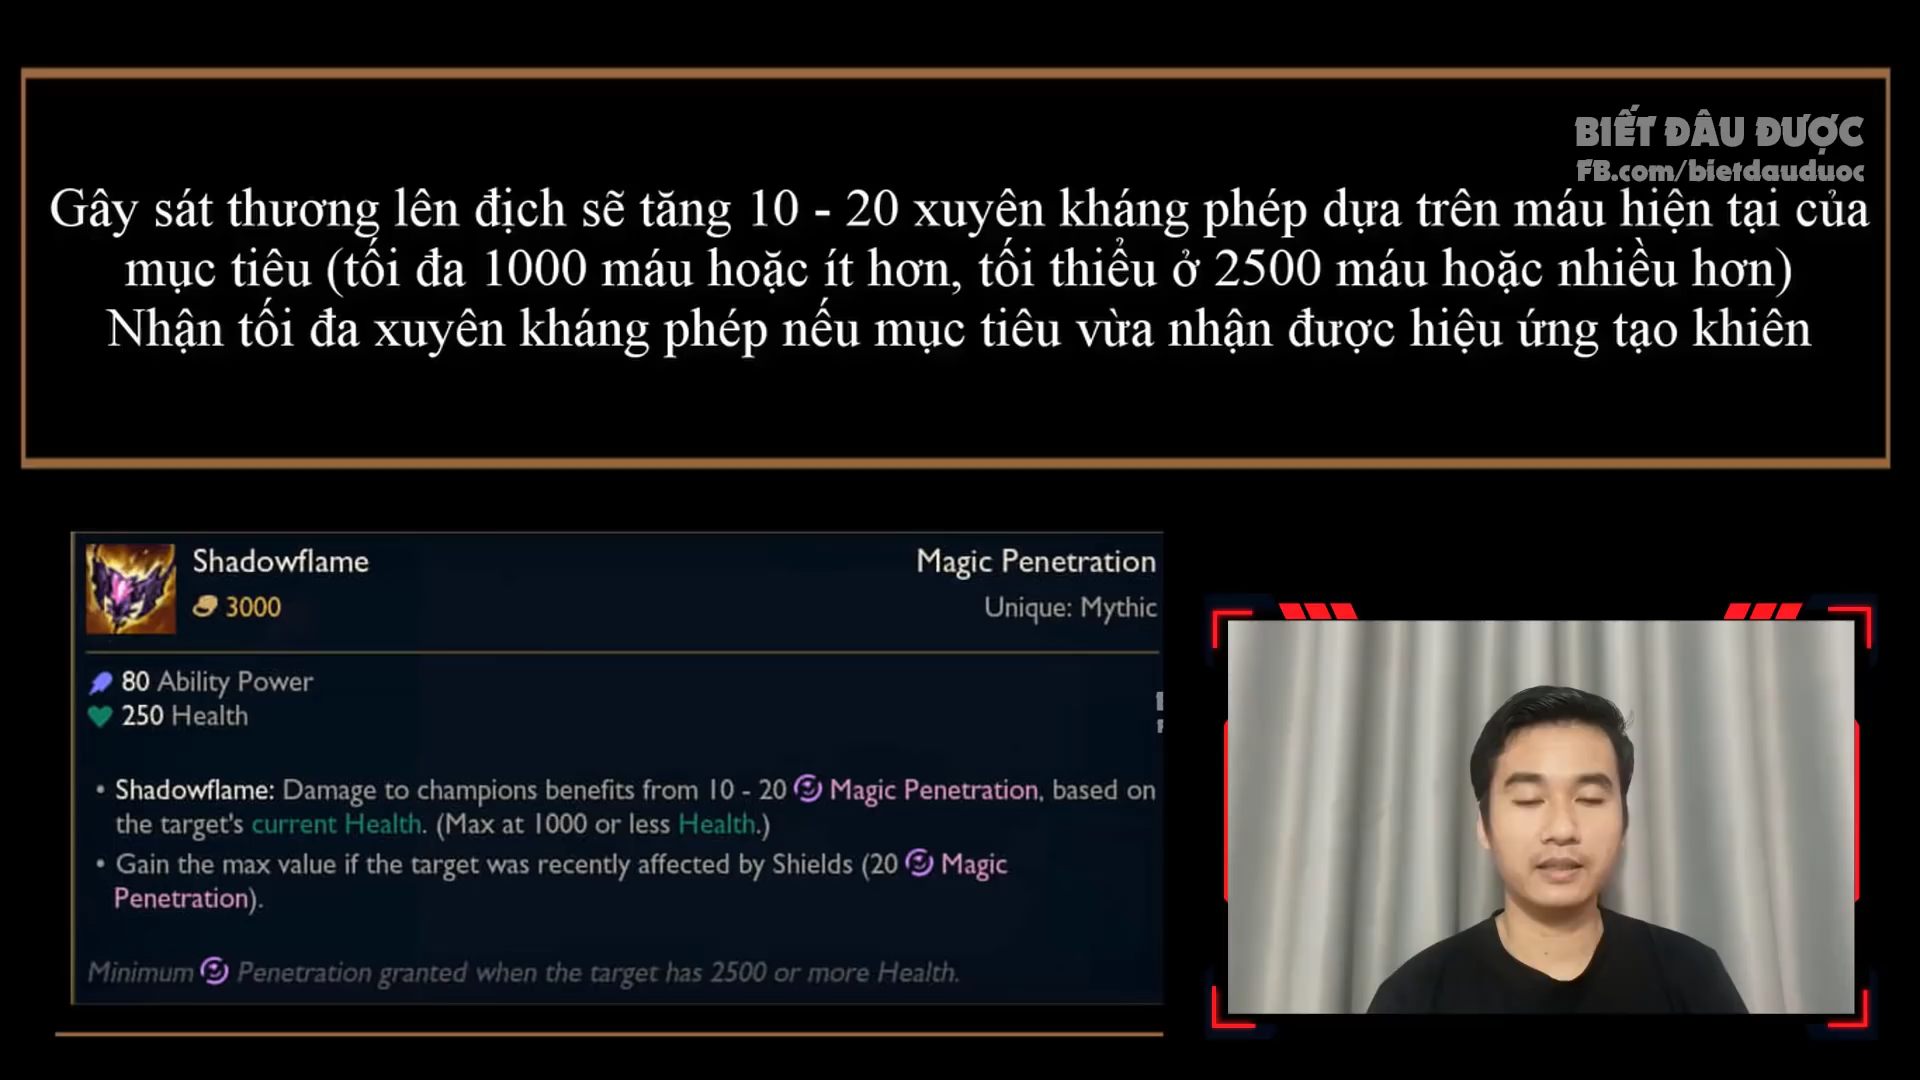 BIẾT ĐÂU ĐƯỢC
FB.com/bietdauduoc
Gây sát thương lên địch sẽ tăng 10 - 20 xuyên kháng phép dựa trên máu hiện tại của
mục tiêu (tối đa 1000 máu hoặc ít hơn, tối thiểu ở 2500 máu hoặc nhiều hơn)
Nhận tối đa xuyên kháng phép nếu mục tiêu vừa nhận được hiệu ứng tạo khiên
Shadowflame
Magic Penetration
3000
Unique: Mythic
80 Ability Power
250 Health
• Shadowflame: Damage to champions benefits from 10 - 20 Magic Penetration, based on
the target's current Health. (Max at 1000 or less Health.)
• Gain the max value if the target was recently affected by Shields (20 Magic
Penetration).
Minimum Penetration granted when the target has 2500 or more Health.